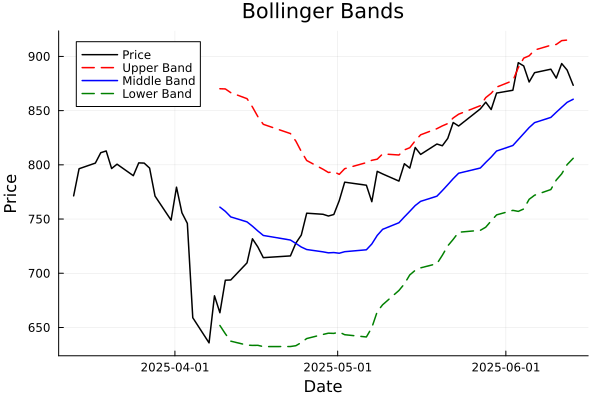 Bollinger Bands
Price
Upper Band
Middle Band
Lower Band
900
850
800
750
700
650
Price
2025-04-01
2025-05-01
2025-06-01
Date